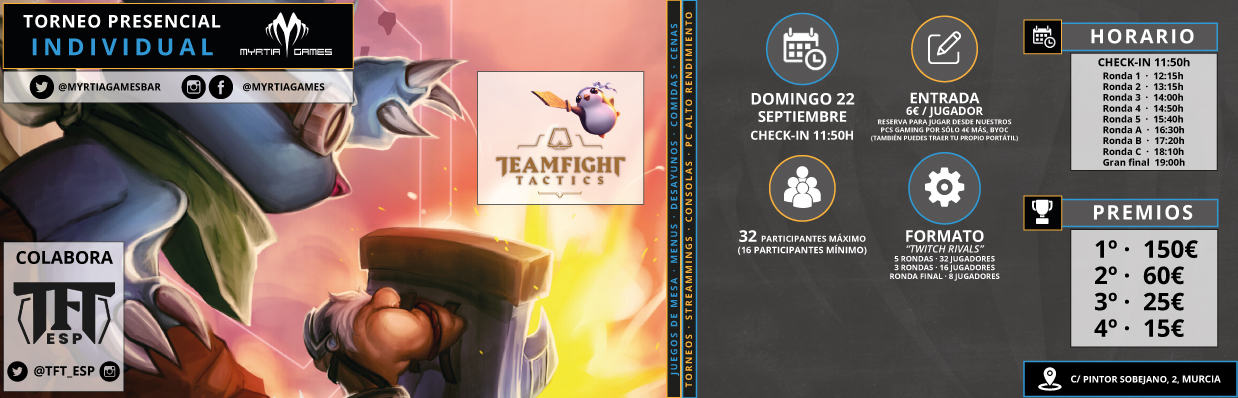 TORNEO PRESENCIAL
INDIVIDUAL
MYRTIA GAMES
@MYRTIAGAMESBAR
@MYRTIAGAMES
TEAMFIGHT
TACTICS
COLABORA
TFT
ESP
@TFT_ESP
JUEGOS DE MESA · MENUS · DESAYUNOS · COMIDAS · CENAS
TORNEOS · STREAMMINGS · CONSOLAS · PC ALTO RENDIMIENTO
DOMINGO 22
SEPTIEMBRE
CHECK-IN 11:50H
ENTRADA
6€ / JUGADOR
RESERVA PARA JUGAR DESDE NUESTROS
PCS GAMING POR SÓLO 4€ MÁS, BYOC
(TAMBIÉN PUEDES TRAER TU PROPIO PORTÁTIL)
32 PARTICIPANTES MÁXIMO
(16 PARTICIPANTES MÍNIMO)
FORMATO
"TWITCH RIVALS"
5 RONDAS · 32 JUGADORES
3 RONDAS · 16 JUGADORES
RONDA FINAL · 8 JUGADORES
HORARIO
CHECK-IN 11:50h
Ronda 1 · 12:15h
Ronda 2 · 13:15h
Ronda 3 · 14:00h
Ronda 4 · 14:50h
Ronda 5 · 15:40h
Ronda A · 16:30h
Ronda B · 17:20h
Ronda C · 18:10h
Gran final 19:00h
PREMIOS
1º · 150€
2º · 60€
3º · 25€
4º · 15€
C/ PINTOR SOBEJANO, 2, MURCIA